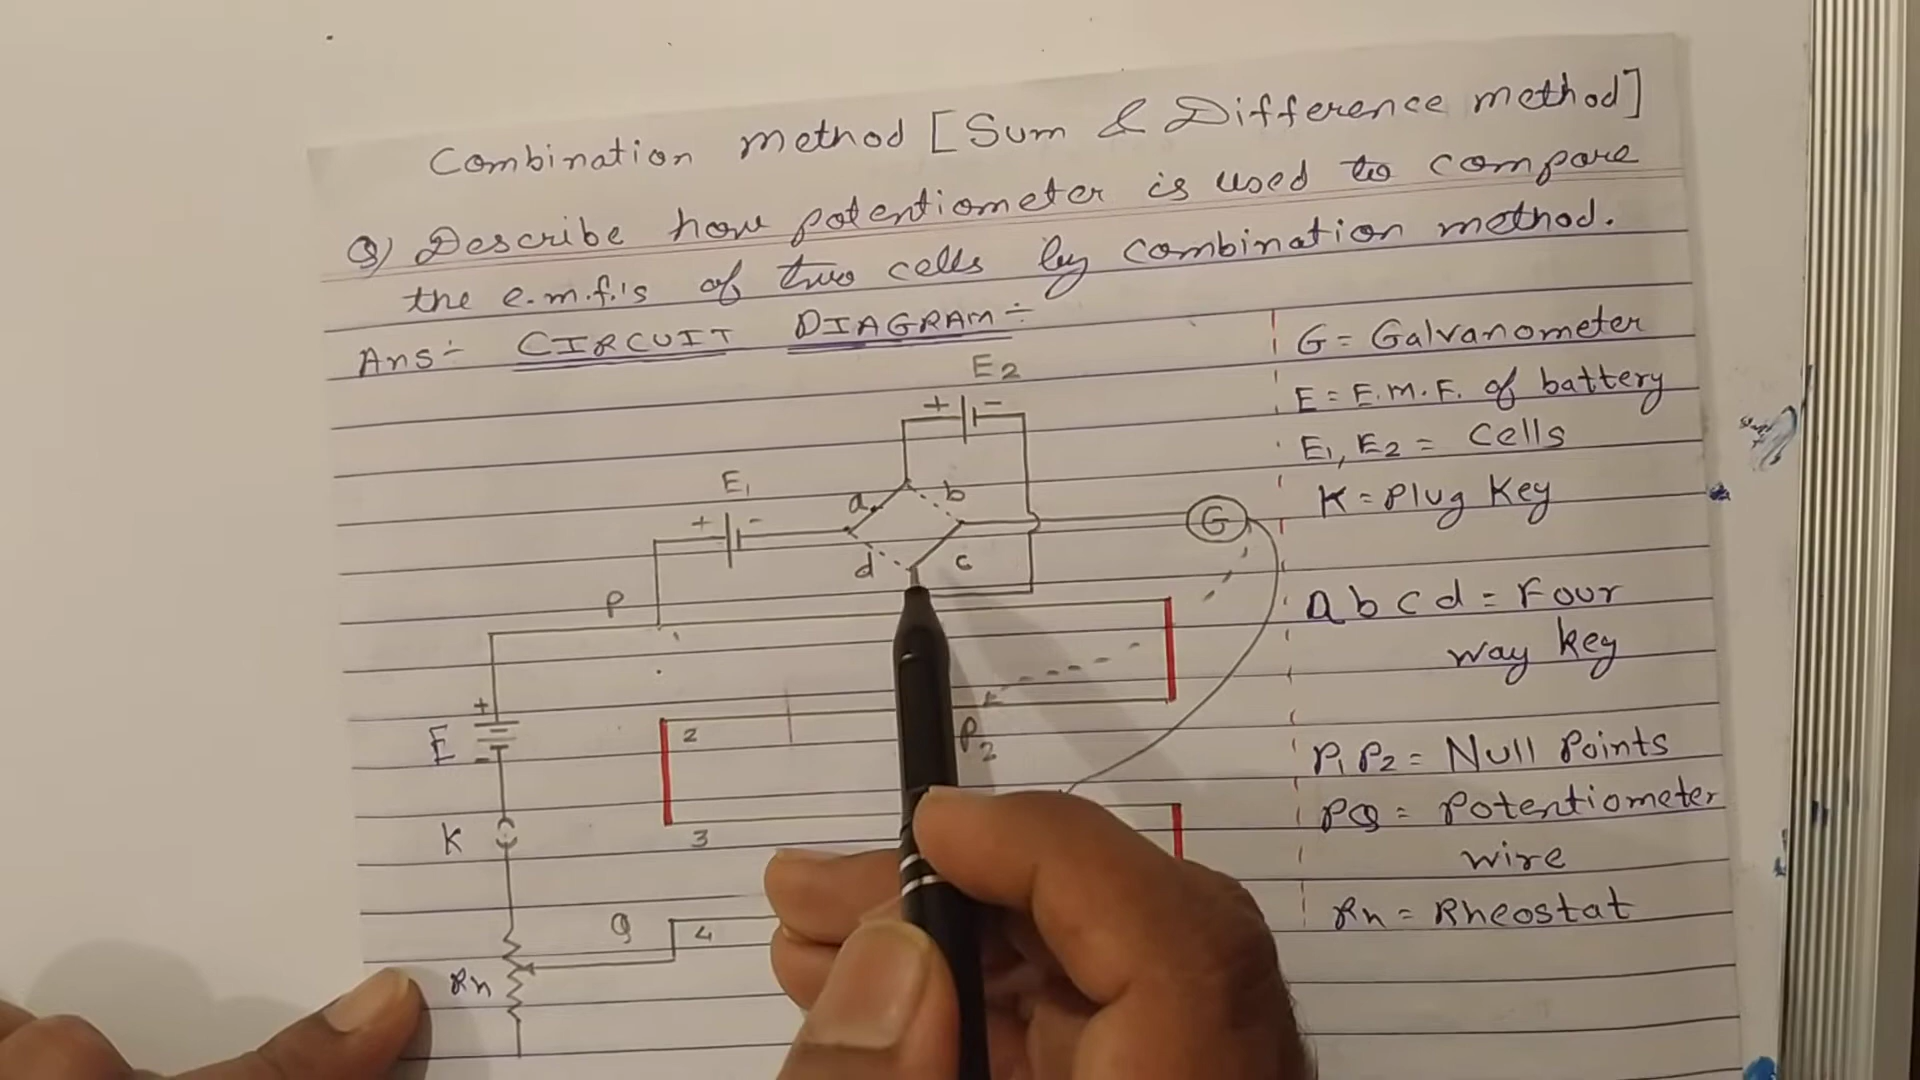 Combination method [Sum & Difference method]
Q) Describe how potentiometer is used to compare
the e.m.f.'s of two cells by combination method.
Ans:- CIRCUIT DIAGRAM:-
E2
+ -
E1
+ -
a b
d c
G
P
E
+
-
K
Rh
Q
2
3
4
P2
G = Galvanometer
E = E.M.F. of battery
E1, E2 = Cells
K = Plug Key
a b c d = Four
way key
P1 P2 = Null Points
PQ = Potentiometer
wire
Rh = Rheostat